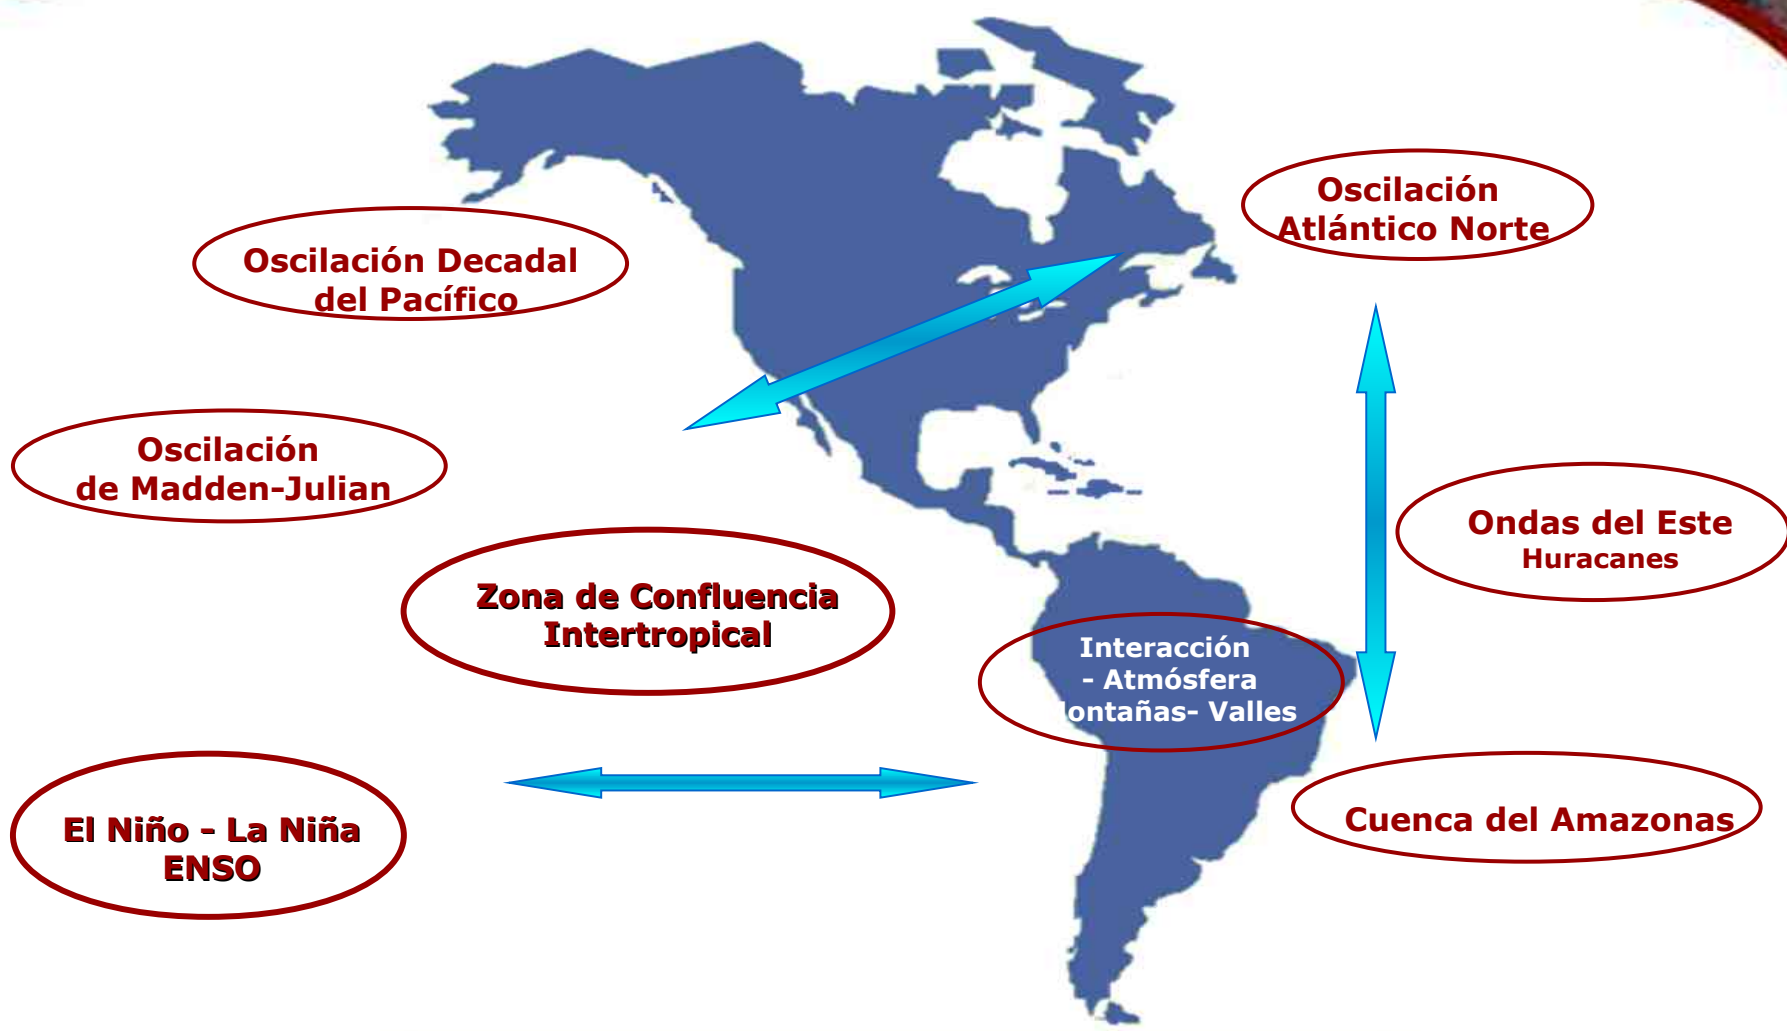 Oscilación
Atlántico Norte
Oscilación Decadal
del Pacífico
Oscilación
de Madden-Julian
Ondas del Este
Huracanes
Zona de Confluencia
Intertropical
Interacción
- Atmósfera
ontañas- Valles
El Niño - La Niña
ENSO
Cuenca del Amazonas